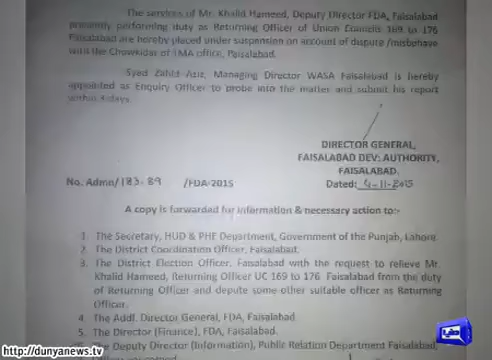 The services of Mr. Khalid Hameed, Deputy Director FDA, Faisalabad
presently performing duty as Returning Officer of Union Councils 169 to 176
Faisalabad are hereby placed under suspension on account of dispute /misbehave
with the Chowkidar of TMA office, Faisalabad.
Syed Zahid Aziz, Managing Director WASA Faisalabad is hereby
appointed as Enquiry Officer to probe into the matter and submit his report
within 3 days.
DIRECTOR GENERAL,
FAISALABAD DEV: AUTHORITY,
FAISALABAD.
No. Admn/183-89 /FDA-2015 Dated: 4-11-2015
A copy is forwarded for information & necessary action to:-
1. The Secretary, HUD & PHE Department, Government of the Punjab, Lahore.
2. The District Coordination Officer, Faisalabad.
3. The District Election Officer, Faisalabad with the request to relieve Mr.
Khalid Hameed, Returning Officer UC 169 to 176 Faisalabad from the duty
of Returning Officer and depute some other suitable officer as Returning
Officer.
4. The Addl. Director General, FDA, Faisalabad.
5. The Director (Finance), FDA, Faisalabad.
The Deputy Director (Information), Public Relation Department Faisalabad,
http://dunyanews.tv